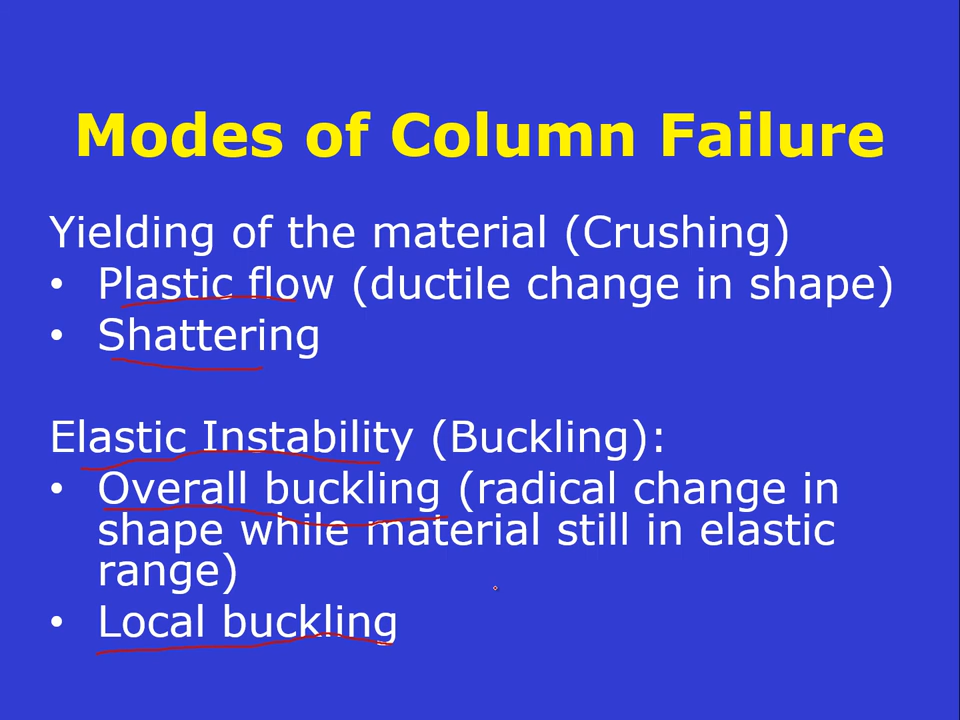 Modes of Column Failure
Yielding of the material (Crushing)
• Plastic flow (ductile change in shape)
• Shattering
Elastic Instability (Buckling):
• Overall buckling (radical change in
shape while material still in elastic
range)
• Local buckling